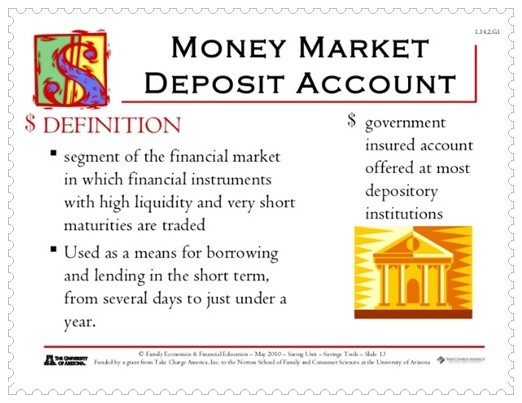 1.14.2.G1
MONEY MARKET
DEPOSIT ACCOUNT
$ DEFINITION
▪ segment of the financial market
in which financial instruments
with high liquidity and very short
maturities are traded
▪ Used as a means for borrowing
and lending in the short term,
from several days to just under a
year.
$ government
insured account
offered at most
depository
institutions
THE UNIVERSITY
OF ARIZONA.
© Family Economics & Financial Education – May 2010 – Saving Unit – Savings Tools – Slide 13
Funded by a grant from Take Charge America, Inc. to the Norton School of Family and Consumer Sciences at the University of Arizona
TAKE CHARGE AMERICA